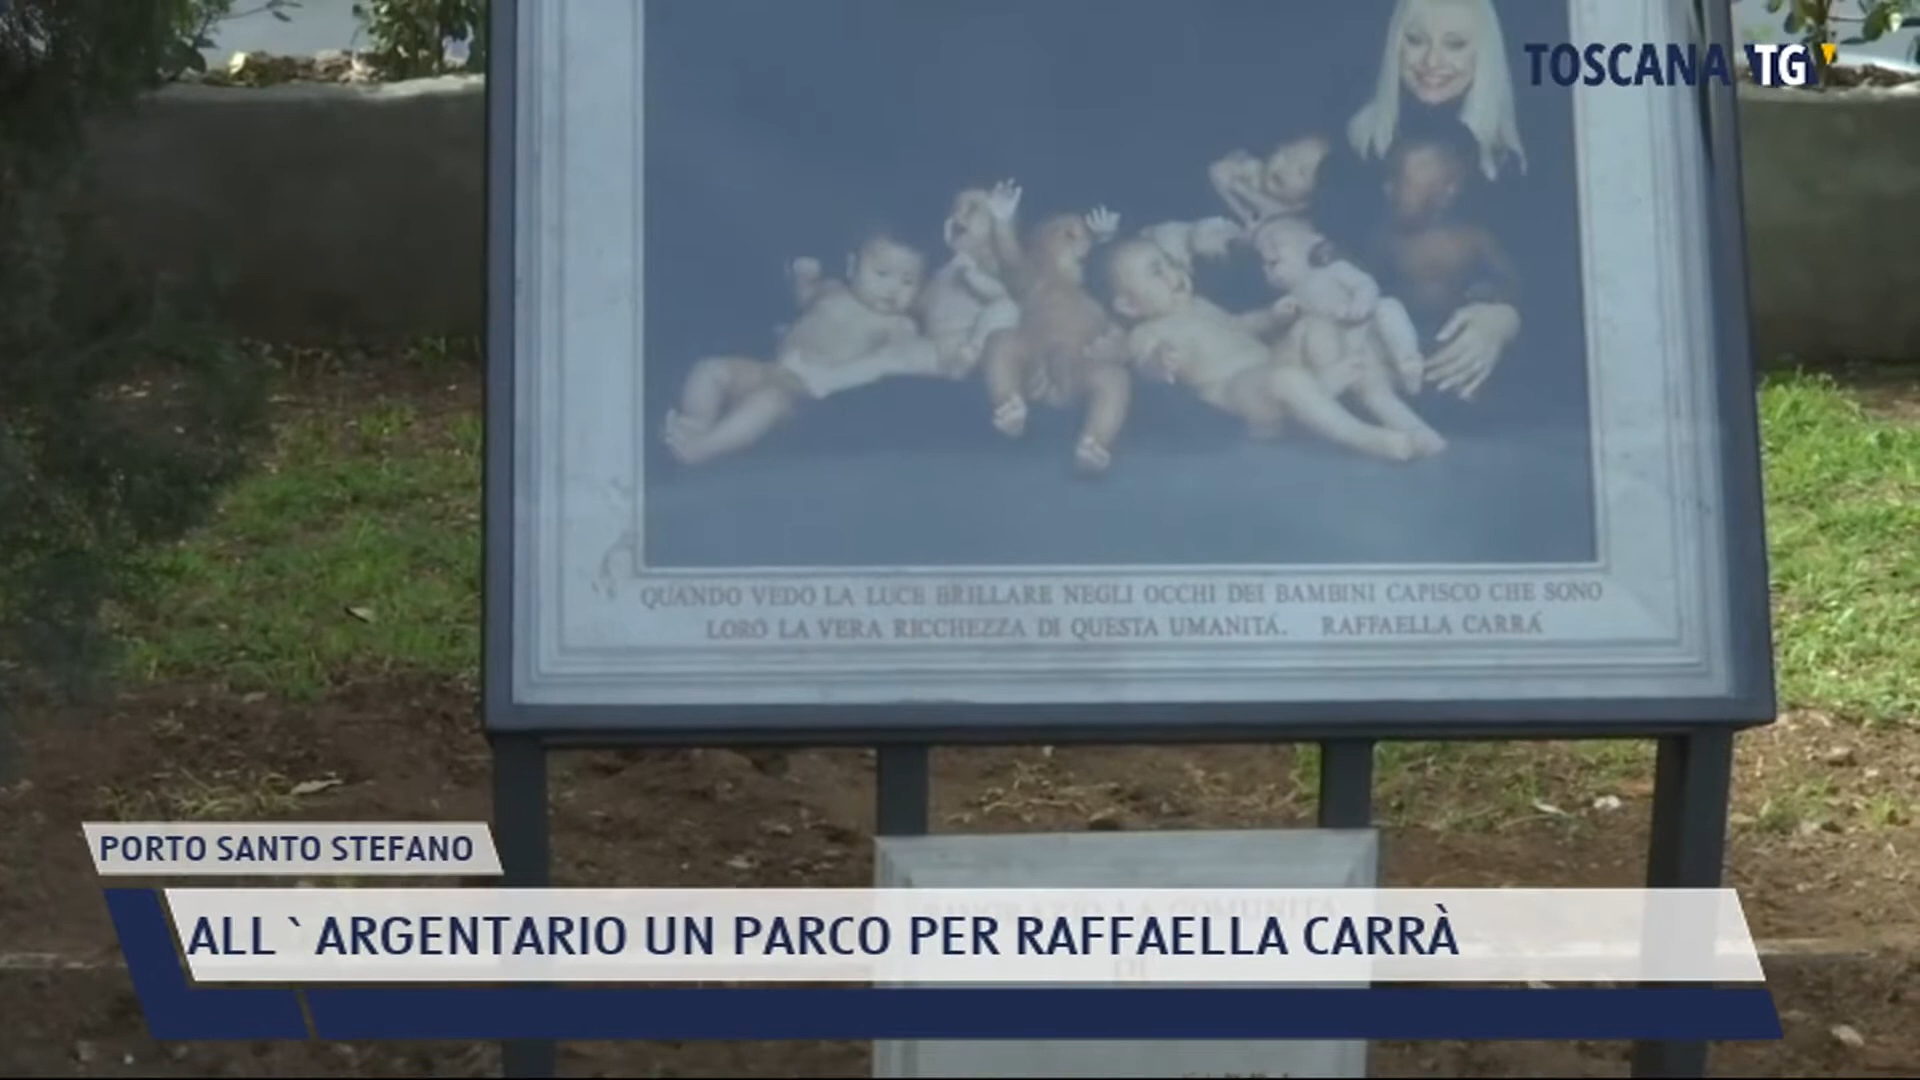 TOSCANA TG
QUANDO VEDO LA LUCE BRILLARE NEGLI OCCHI DEI BAMBINI CAPISCO CHE SONO
LORO LA VERA RICCHEZZA DI QUESTA UMANITÁ. RAFFAELLA CARRÁ
PORTO SANTO STEFANO
ALL`ARGENTARIO UN PARCO PER RAFFAELLA CARRÀ